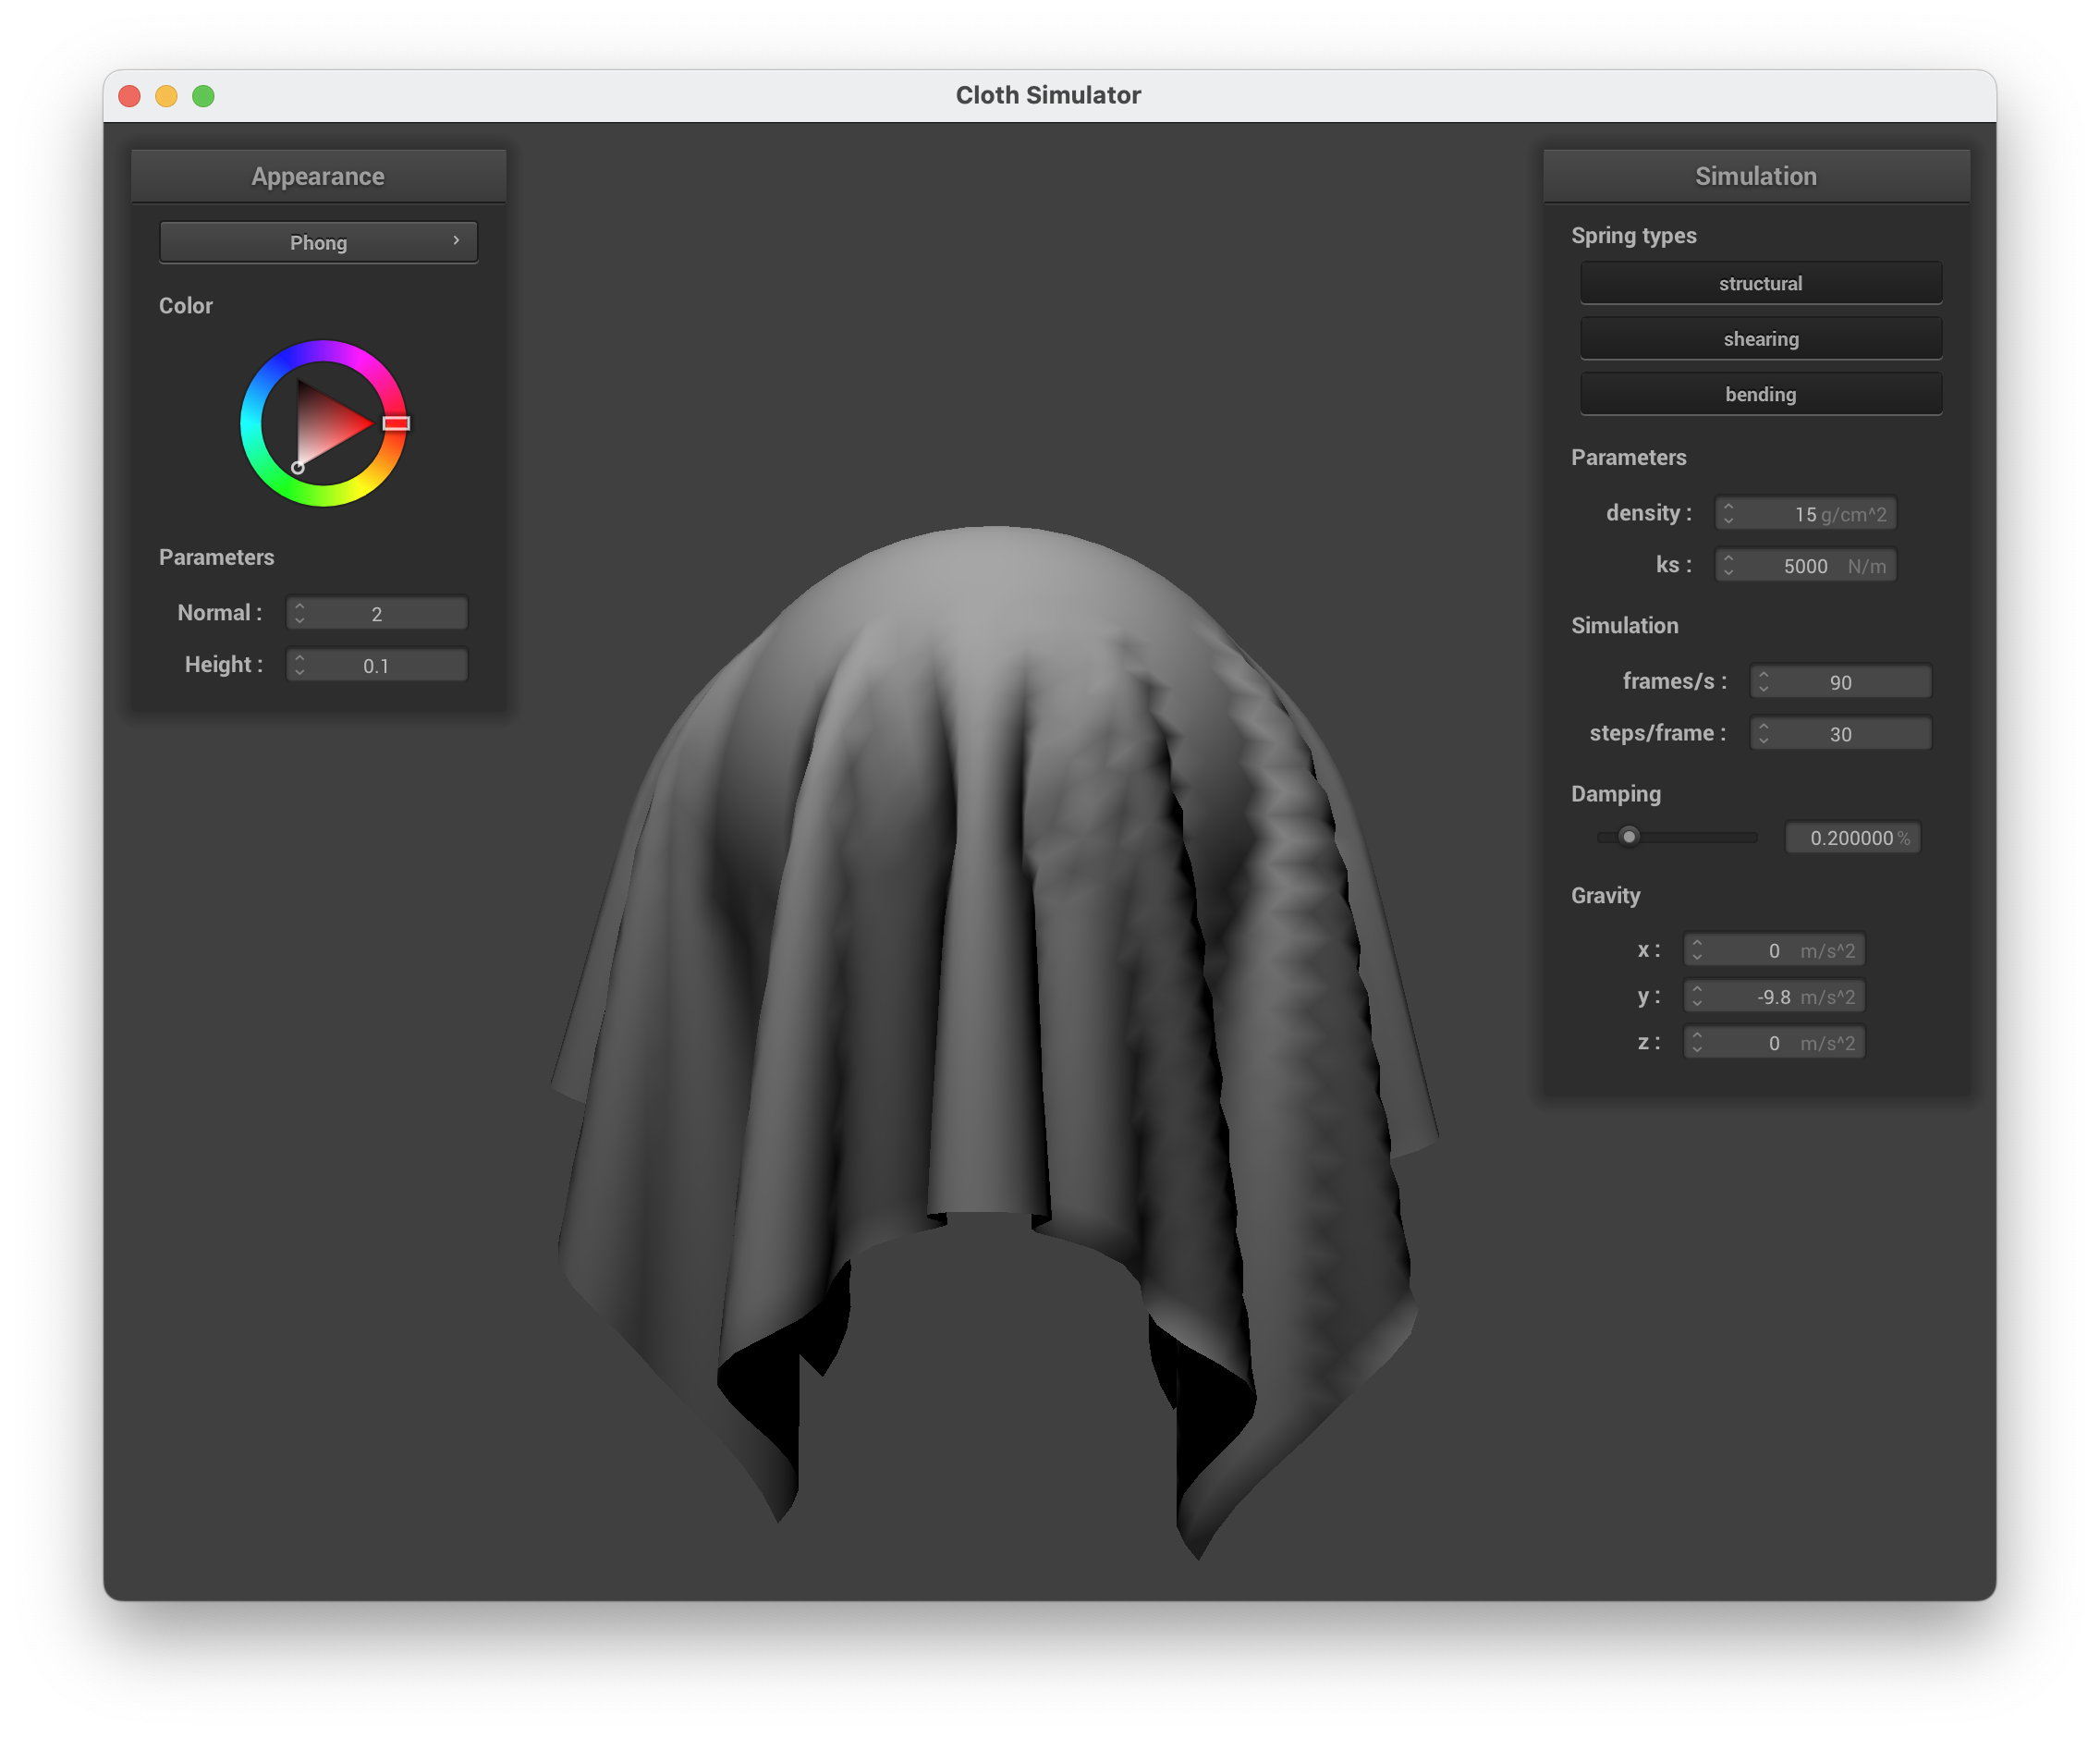 Cloth Simulator
Appearance
Phong
Color
Parameters
Normal : 2
Height : 0.1
Simulation
Spring types
structural
shearing
bending
Parameters
density : 15 g/cm^2
ks : 5000 N/m
Simulation
frames/s : 90
steps/frame : 30
Damping
0.200000 %
Gravity
x : 0 m/s^2
y : -9.8 m/s^2
z : 0 m/s^2